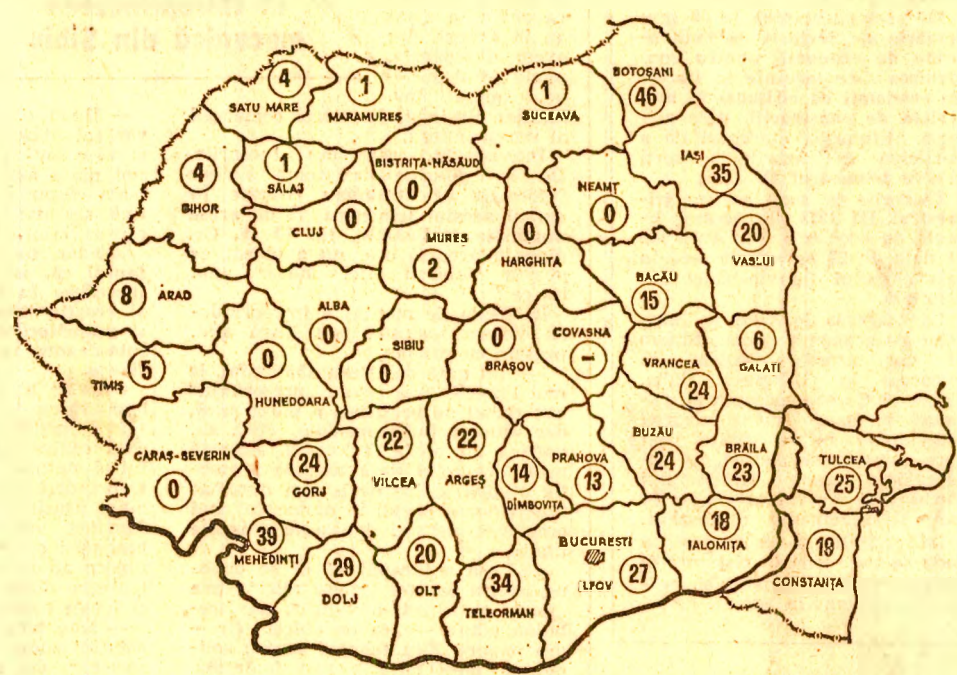 mecanica din Sibiu
4
SATU MARE
1
MARAMUREȘ
1
SUCEAVA
BOTOȘANI
46
4
BIHOR
1
SĂLAJ
BISTRIȚA-NĂSĂUD
0
IAȘI
35
0
CLUJ
MUREȘ
2
0
HARGHITA
NEAMȚ
0
20
VASLUI
8
ARAD
ALBA
0
BACĂU
15
5
TIMIȘ
0
HUNEDOARA
SIBIU
0
0
BRAȘOV
COVASNA
–
VRANCEA
24
6
GALAȚI
CARAȘ-SEVERIN
0
24
GORJ
22
VÎLCEA
22
ARGEȘ
14
DÎMBOVIȚA
PRAHOVA
13
BUZĂU
24
BRĂILA
23
TULCEA
25
39
MEHEDINȚI
29
DOLJ
20
OLT
34
TELEORMAN
BUCUREȘTI
ILFOV
27
18
IALOMIȚA
19
CONSTANȚA